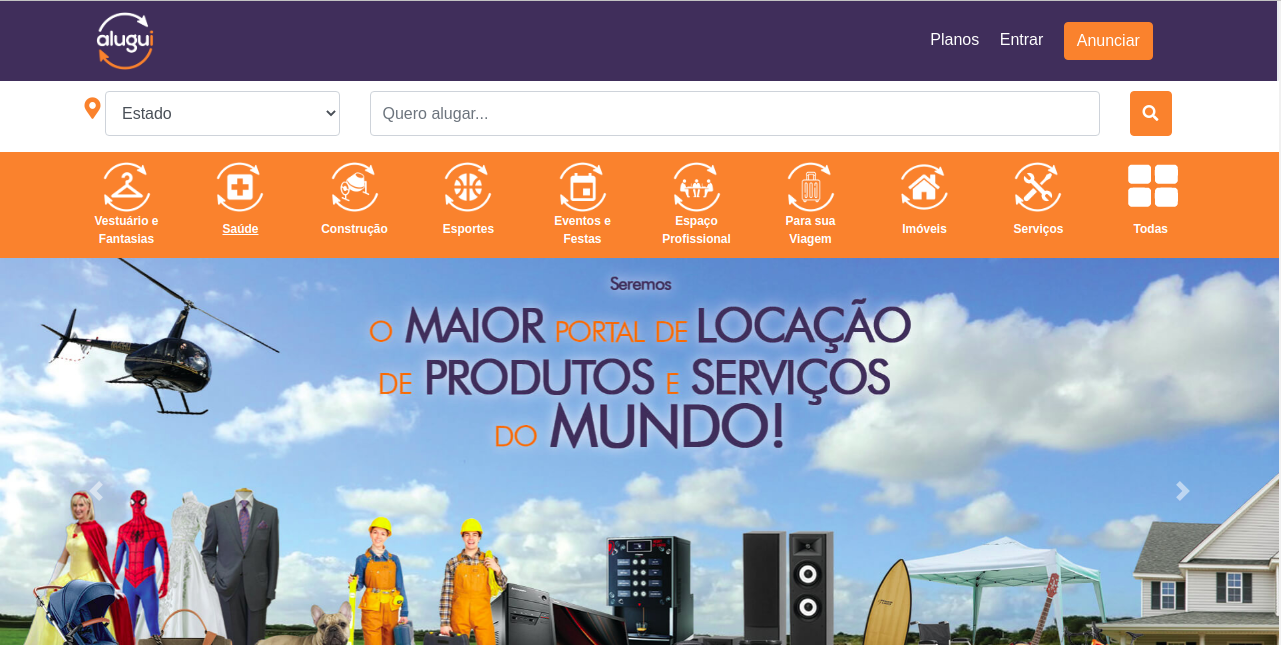 alugui
Planos Entrar Anunciar
Estado
Quero alugar...
Vestuário e
Fantasias
Saúde
Construção
Esportes
Eventos e
Festas
Espaço
Profissional
Para sua
Viagem
Imóveis
Serviços
Todas
Seremos
O MAIOR PORTAL DE LOCAÇÃO
DE PRODUTOS E SERVIÇOS
DO MUNDO!